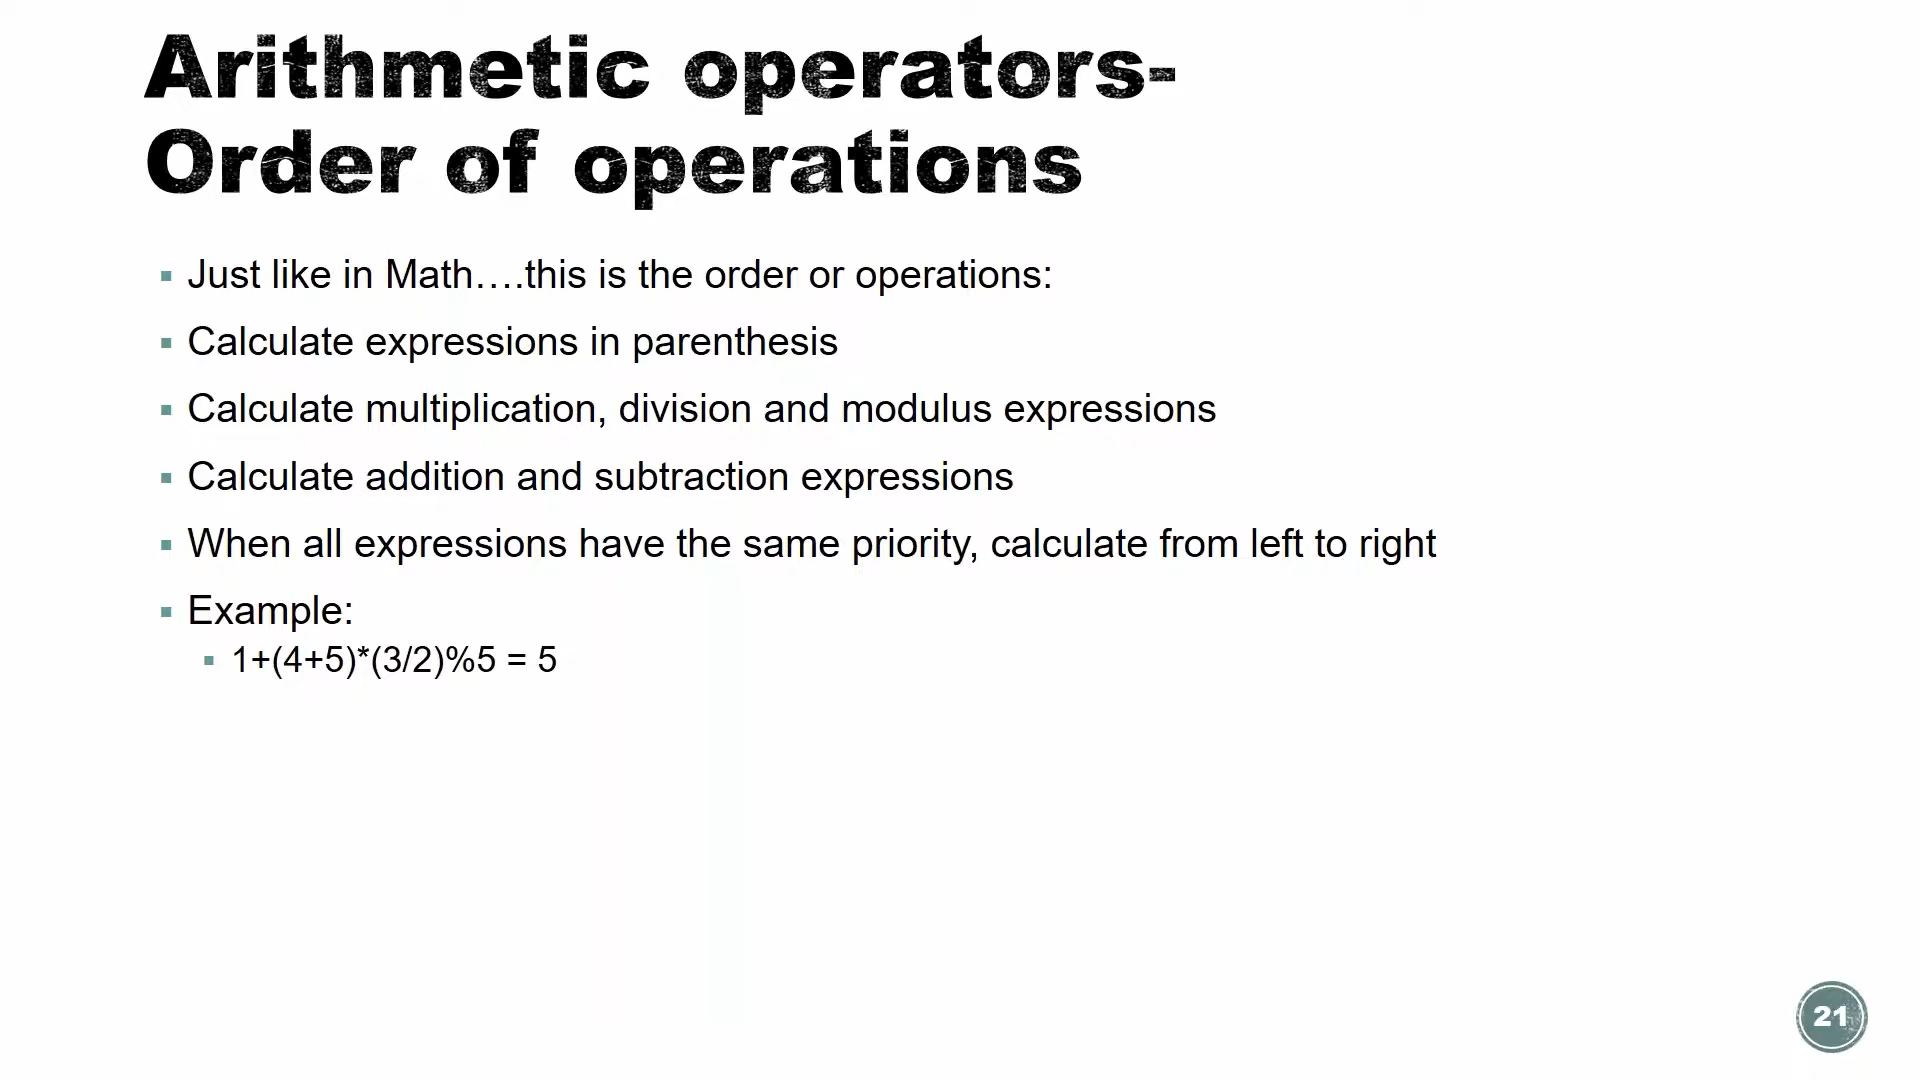 Arithmetic operators-
Order of operations
Just like in Math….this is the order or operations:
Calculate expressions in parenthesis
Calculate multiplication, division and modulus expressions
Calculate addition and subtraction expressions
When all expressions have the same priority, calculate from left to right
Example:
1+(4+5)*(3/2)%5 = 5
21